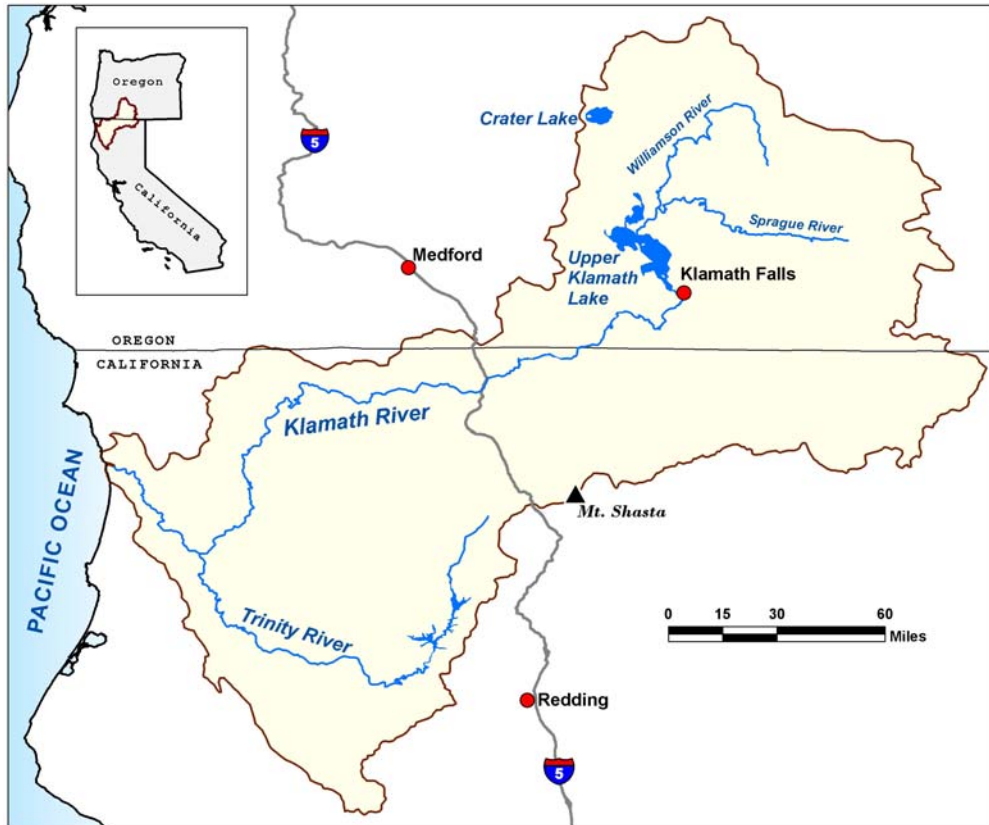 Oregon
California
5
Crater Lake
Williamson River
Sprague River
Medford
Upper
Klamath
Lake
Klamath Falls
OREGON
CALIFORNIA
Klamath River
PACIFIC OCEAN
Mt. Shasta
Trinity River
0 15 30 60
Miles
Redding
5